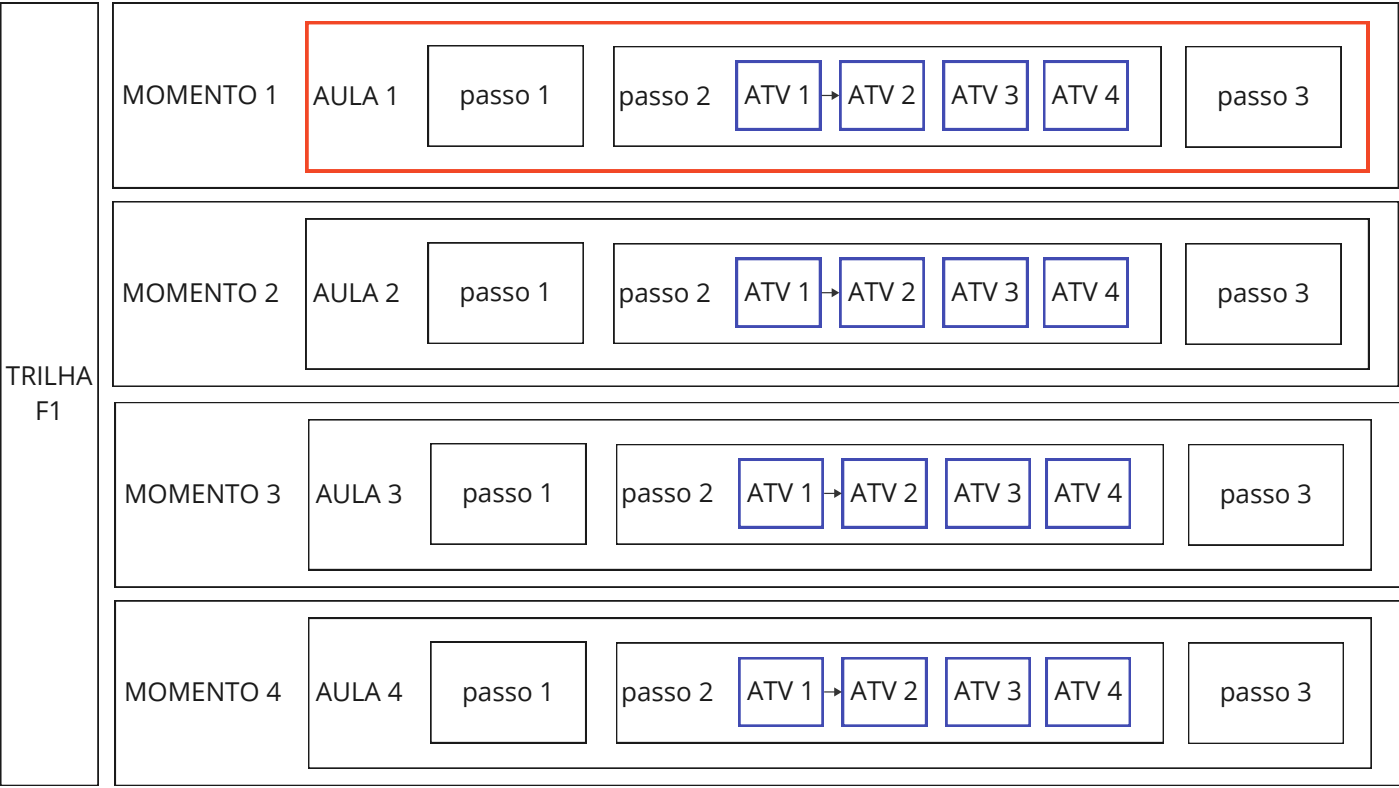 TRILHA
F1
MOMENTO 1 AULA 1 passo 1 passo 2 ATV 1 ATV 2 ATV 3 ATV 4 passo 3
MOMENTO 2 AULA 2 passo 1 passo 2 ATV 1 ATV 2 ATV 3 ATV 4 passo 3
MOMENTO 3 AULA 3 passo 1 passo 2 ATV 1 ATV 2 ATV 3 ATV 4 passo 3
MOMENTO 4 AULA 4 passo 1 passo 2 ATV 1 ATV 2 ATV 3 ATV 4 passo 3